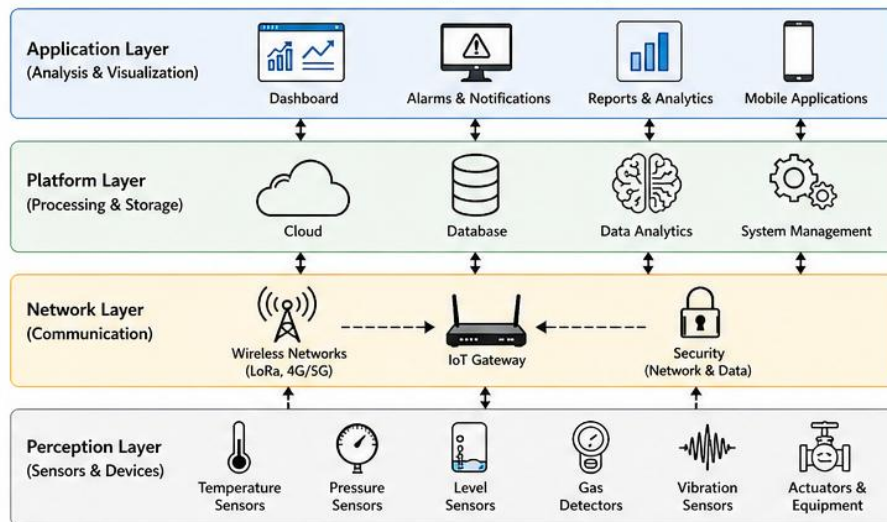 Application Layer
(Analysis & Visualization)
Dashboard
Alarms & Notifications
Reports & Analytics
Mobile Applications
Platform Layer
(Processing & Storage)
Cloud
Database
Data Analytics
System Management
Network Layer
(Communication)
Wireless Networks
(LoRa, 4G/5G)
IoT Gateway
Security
(Network & Data)
Perception Layer
(Sensors & Devices)
Temperature
Sensors
Pressure
Sensors
Level
Sensors
Gas
Detectors
Vibration
Sensors
Actuators &
Equipment